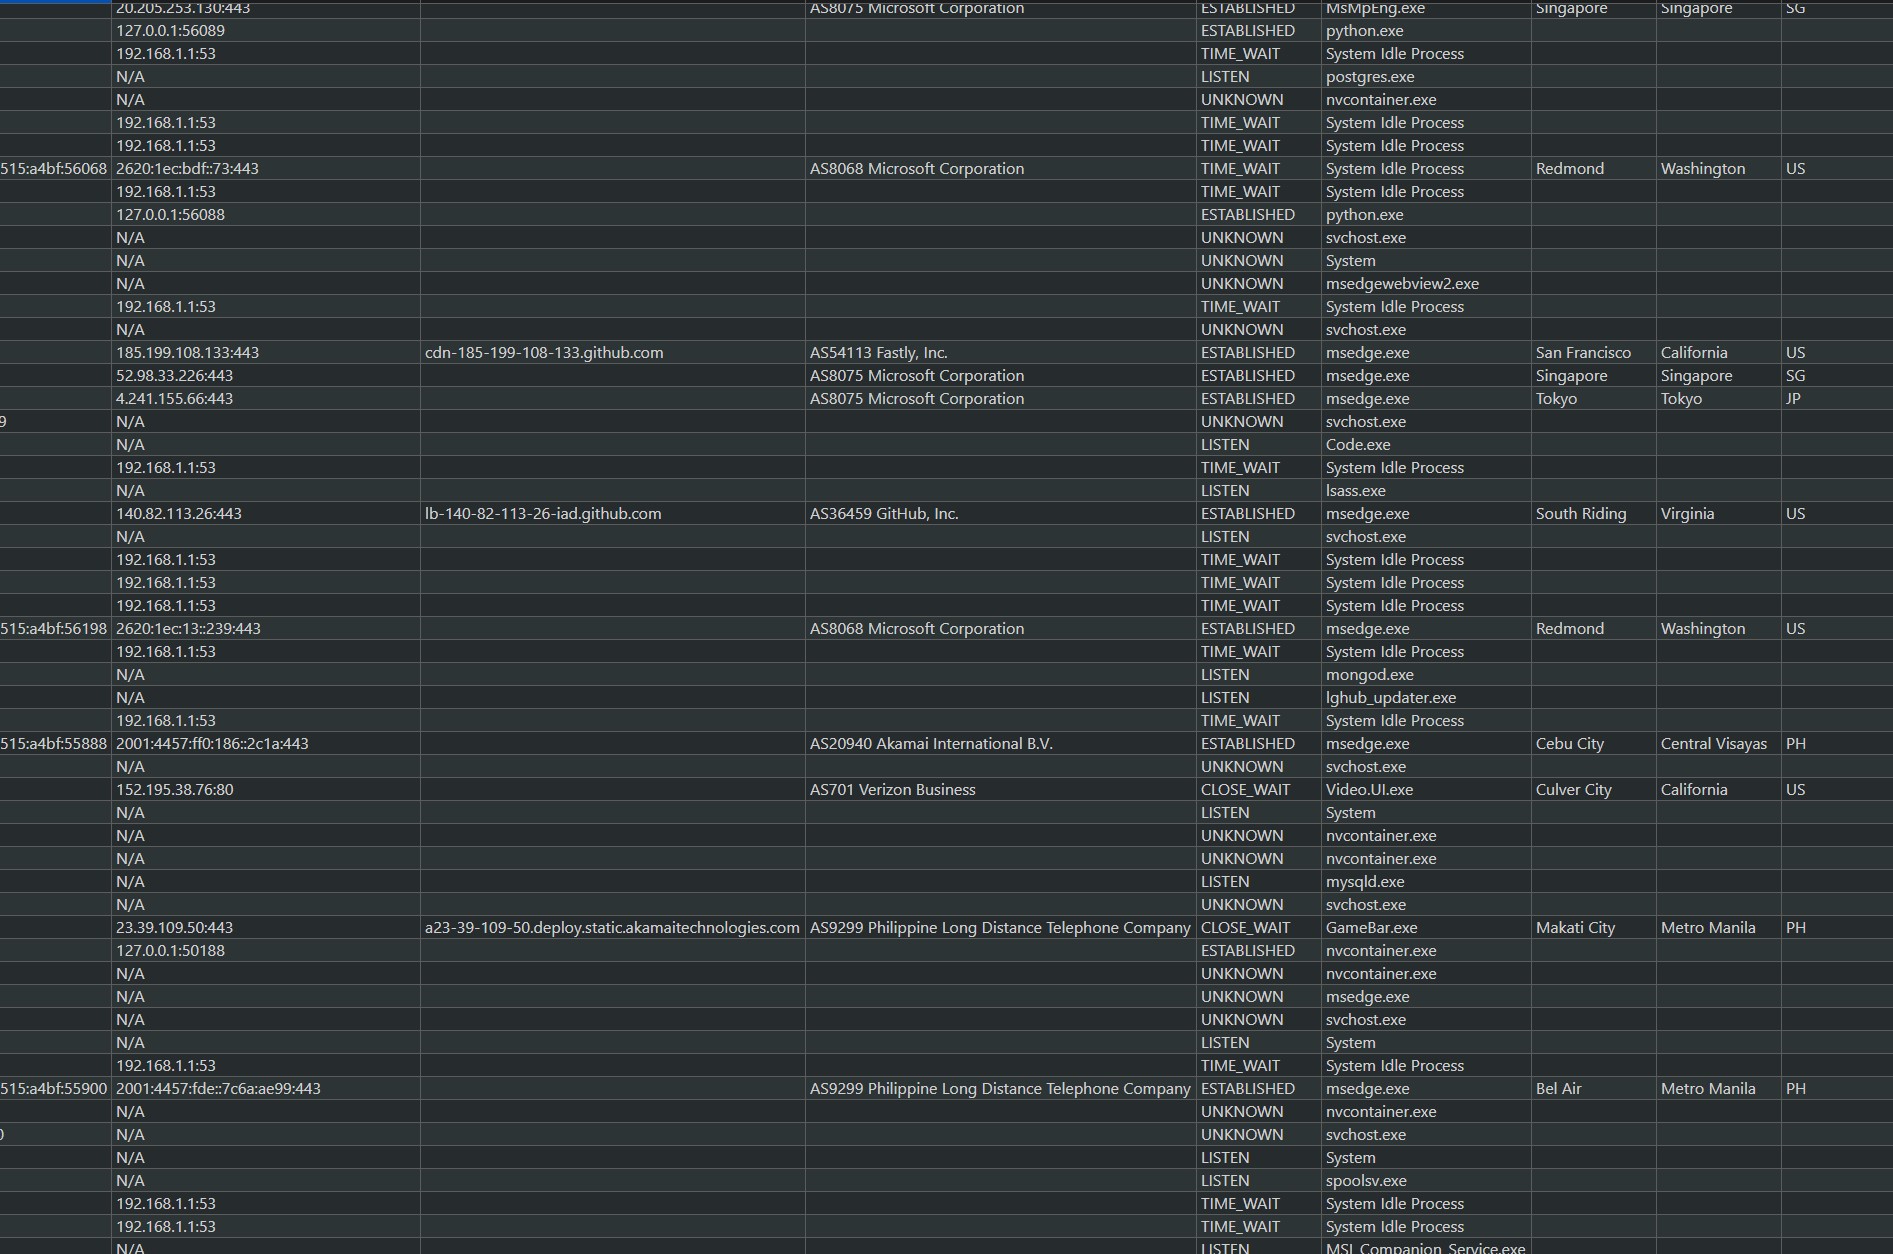 20.205.253.130:443 AS8075 Microsoft Corporation ESTABLISHED MsMpEng.exe Singapore Singapore SG
127.0.0.1:56089 ESTABLISHED python.exe
192.168.1.1:53 TIME_WAIT System Idle Process
N/A LISTEN postgres.exe
N/A UNKNOWN nvcontainer.exe
192.168.1.1:53 TIME_WAIT System Idle Process
192.168.1.1:53 TIME_WAIT System Idle Process
515:a4bf:56068 2620:1ec:bdf::73:443 AS8068 Microsoft Corporation TIME_WAIT System Idle Process Redmond Washington US
192.168.1.1:53 TIME_WAIT System Idle Process
127.0.0.1:56088 ESTABLISHED python.exe
N/A UNKNOWN svchost.exe
N/A UNKNOWN System
N/A UNKNOWN msedgewebview2.exe
192.168.1.1:53 TIME_WAIT System Idle Process
N/A UNKNOWN svchost.exe
185.199.108.133:443 cdn-185-199-108-133.github.com AS54113 Fastly, Inc. ESTABLISHED msedge.exe San Francisco California US
52.98.33.226:443 AS8075 Microsoft Corporation ESTABLISHED msedge.exe Singapore Singapore SG
4.241.155.66:443 AS8075 Microsoft Corporation ESTABLISHED msedge.exe Tokyo Tokyo JP
9 N/A UNKNOWN svchost.exe
N/A LISTEN Code.exe
192.168.1.1:53 TIME_WAIT System Idle Process
N/A LISTEN lsass.exe
140.82.113.26:443 lb-140-82-113-26-iad.github.com AS36459 GitHub, Inc. ESTABLISHED msedge.exe South Riding Virginia US
N/A LISTEN svchost.exe
192.168.1.1:53 TIME_WAIT System Idle Process
192.168.1.1:53 TIME_WAIT System Idle Process
192.168.1.1:53 TIME_WAIT System Idle Process
515:a4bf:56198 2620:1ec:13::239:443 AS8068 Microsoft Corporation ESTABLISHED msedge.exe Redmond Washington US
192.168.1.1:53 TIME_WAIT System Idle Process
N/A LISTEN mongod.exe
N/A LISTEN lghub_updater.exe
192.168.1.1:53 TIME_WAIT System Idle Process
515:a4bf:55888 2001:4457:ff0:186::2c1a:443 AS20940 Akamai International B.V. ESTABLISHED msedge.exe Cebu City Central Visayas PH
N/A UNKNOWN svchost.exe
152.195.38.76:80 AS701 Verizon Business CLOSE_WAIT Video.UI.exe Culver City California US
N/A LISTEN System
N/A UNKNOWN nvcontainer.exe
N/A UNKNOWN nvcontainer.exe
N/A LISTEN mysqld.exe
N/A UNKNOWN svchost.exe
23.39.109.50:443 a23-39-109-50.deploy.static.akamaitechnologies.com AS9299 Philippine Long Distance Telephone Company CLOSE_WAIT GameBar.exe Makati City Metro Manila PH
127.0.0.1:50188 ESTABLISHED nvcontainer.exe
N/A UNKNOWN nvcontainer.exe
N/A UNKNOWN msedge.exe
N/A UNKNOWN svchost.exe
N/A LISTEN System
192.168.1.1:53 TIME_WAIT System Idle Process
515:a4bf:55900 2001:4457:fde::7c6a:ae99:443 AS9299 Philippine Long Distance Telephone Company ESTABLISHED msedge.exe Bel Air Metro Manila PH
N/A UNKNOWN nvcontainer.exe
N/A UNKNOWN svchost.exe
N/A LISTEN System
N/A LISTEN spoolsv.exe
192.168.1.1:53 TIME_WAIT System Idle Process
192.168.1.1:53 TIME_WAIT System Idle Process
N/A LISTEN MSI_Companion_Service.exe